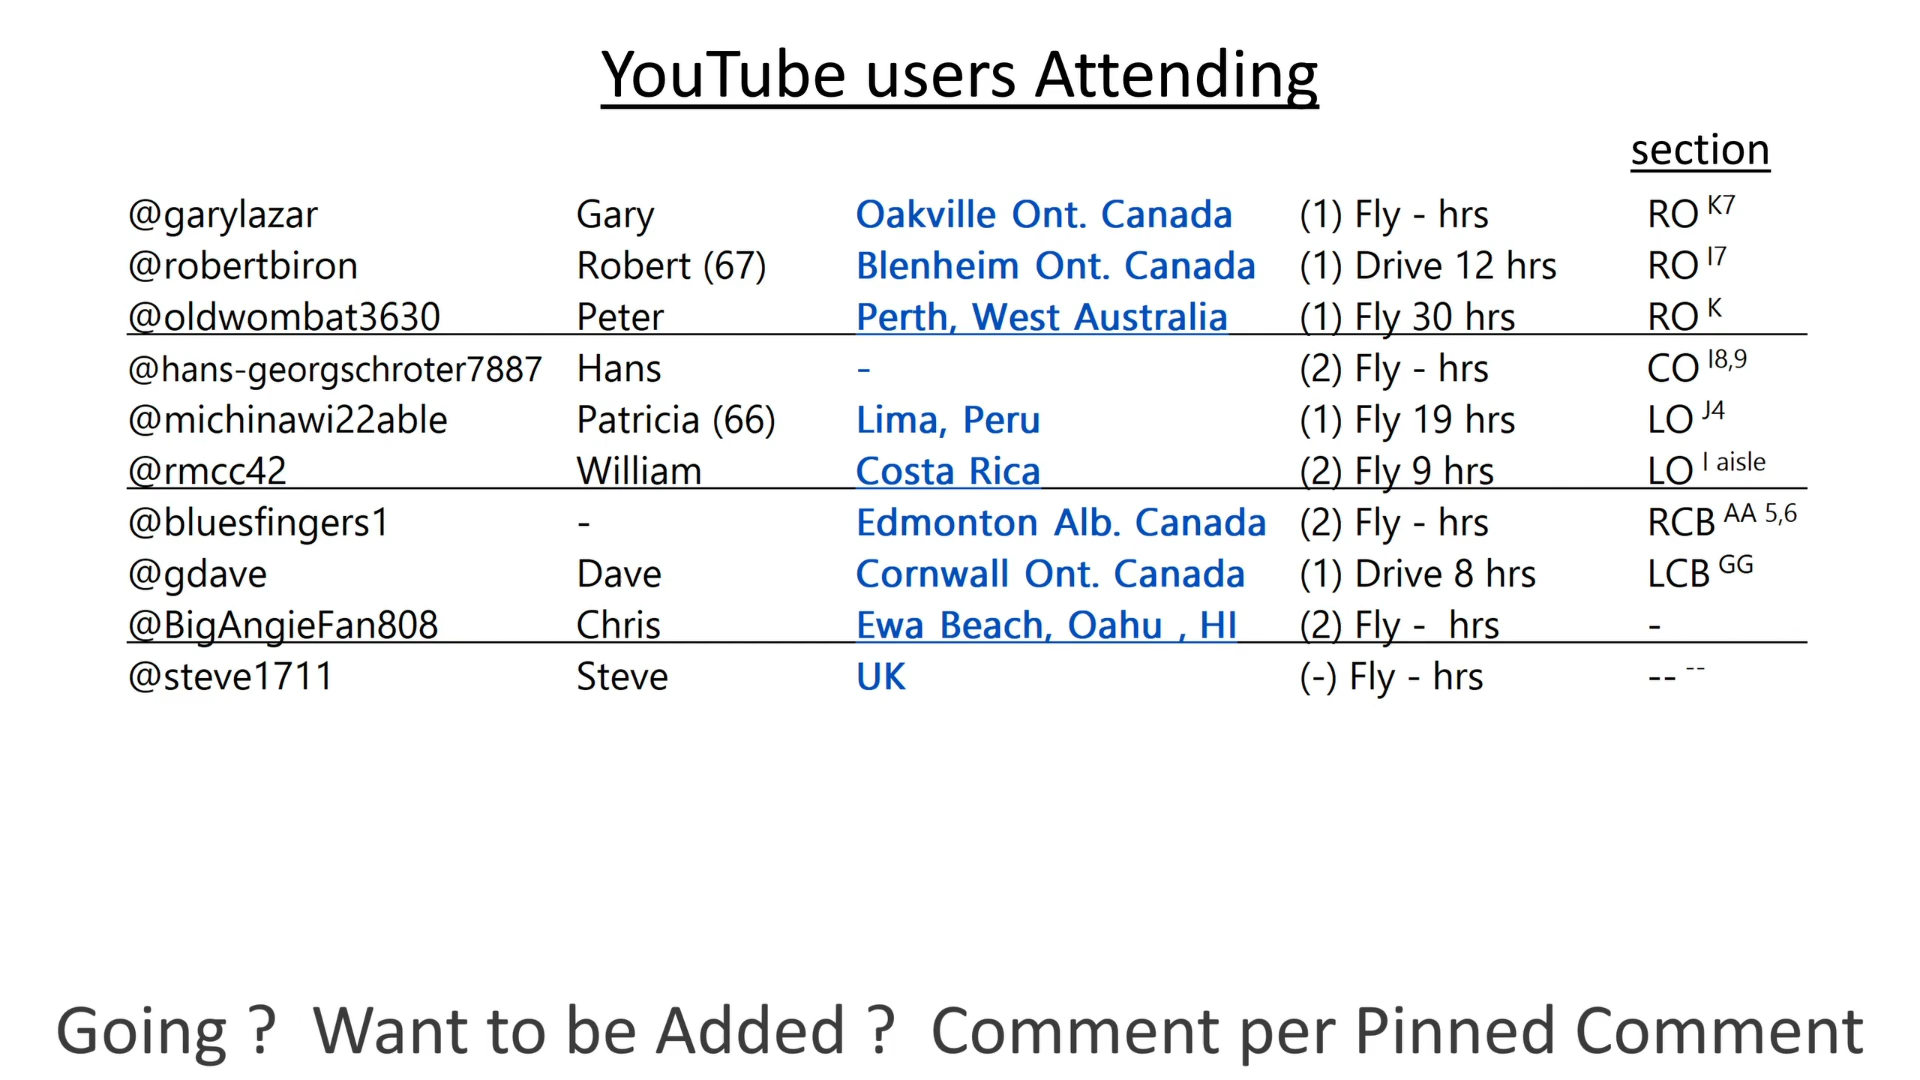 YouTube users Attending
section
@garylazar Gary Oakville Ont. Canada (1) Fly - hrs RO K7
@robertbiron Robert (67) Blenheim Ont. Canada (1) Drive 12 hrs RO I7
@oldwombat3630 Peter Perth, West Australia (1) Fly 30 hrs RO K
@hans-georgschroter7887 Hans - (2) Fly - hrs CO I8,9
@michinawi22able Patricia (66) Lima, Peru (1) Fly 19 hrs LO J4
@rmcc42 William Costa Rica (2) Fly 9 hrs LO I aisle
@bluesfingers1 - Edmonton Alb. Canada (2) Fly - hrs RCB AA 5,6
@gdave Dave Cornwall Ont. Canada (1) Drive 8 hrs LCB GG
@BigAngieFan808 Chris Ewa Beach, Oahu , HI (2) Fly - hrs -
@steve1711 Steve UK (-) Fly - hrs -- --
Going ? Want to be Added ? Comment per Pinned Comment